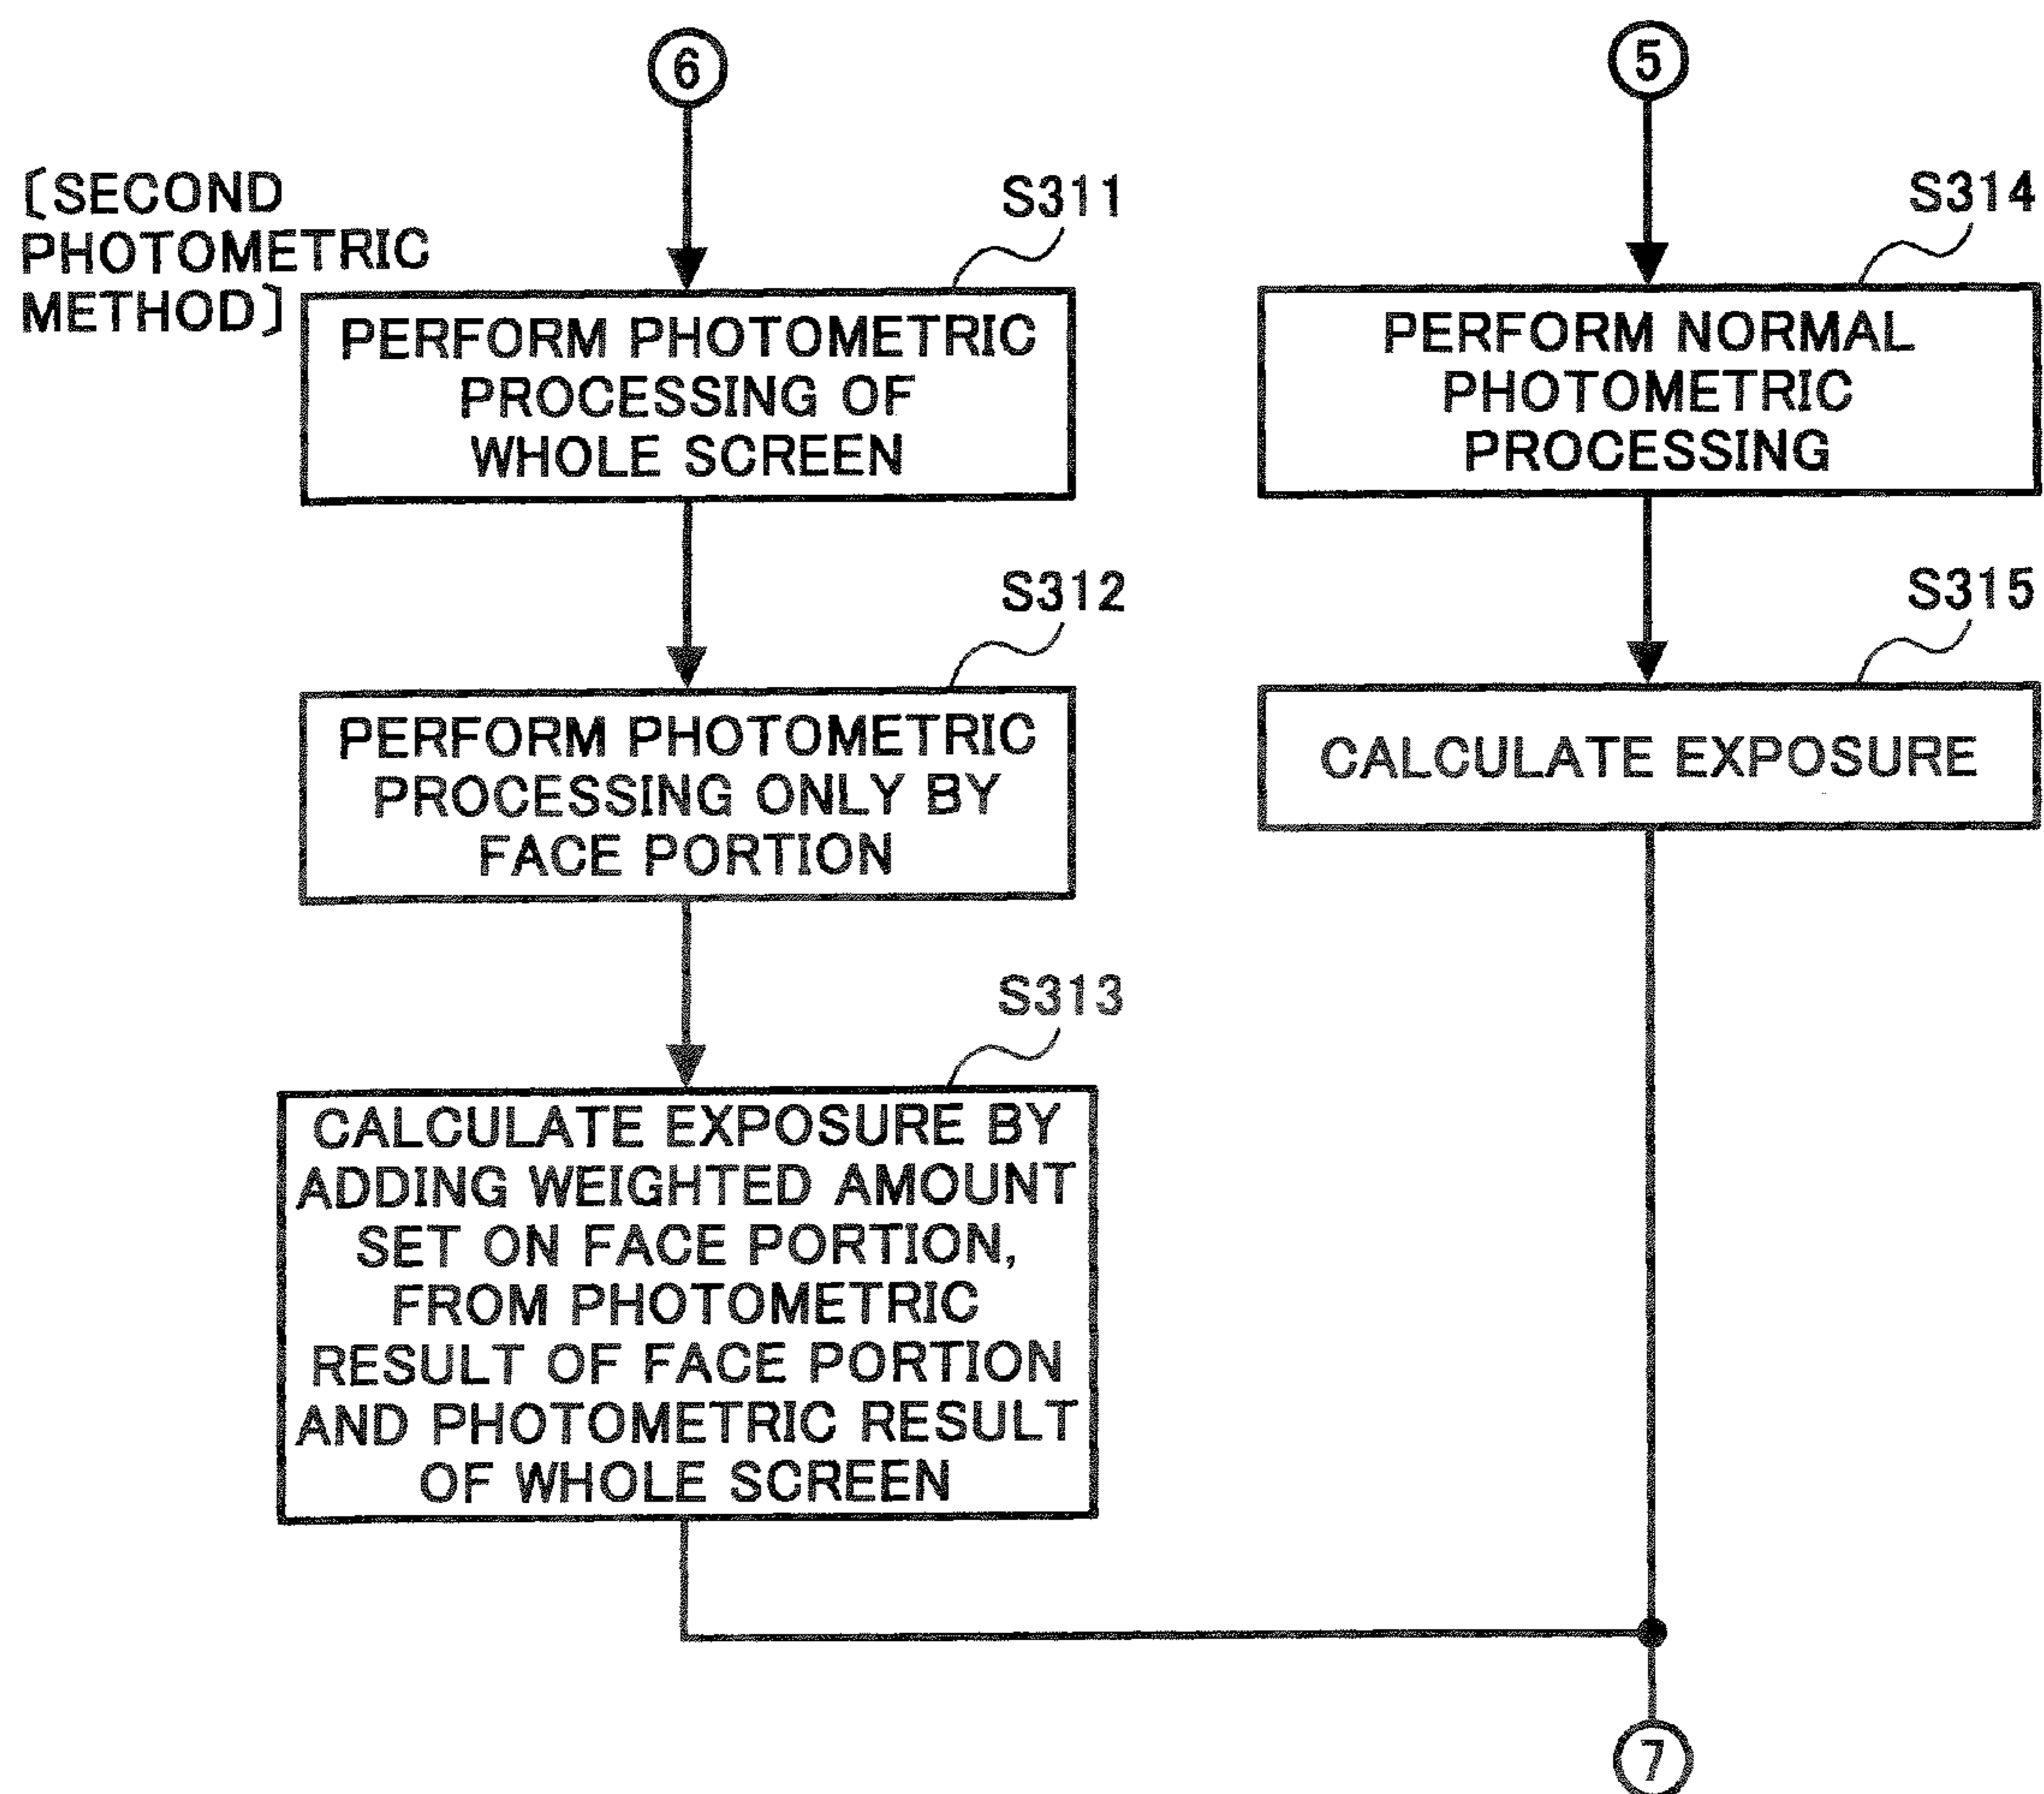 6
[SECOND
PHOTOMETRIC
METHOD]
S311
PERFORM PHOTOMETRIC
PROCESSING OF
WHOLE SCREEN
S312
PERFORM PHOTOMETRIC
PROCESSING ONLY BY
FACE PORTION
S313
CALCULATE EXPOSURE BY
ADDING WEIGHTED AMOUNT
SET ON FACE PORTION,
FROM PHOTOMETRIC
RESULT OF FACE PORTION
AND PHOTOMETRIC RESULT
OF WHOLE SCREEN
5
S314
PERFORM NORMAL
PHOTOMETRIC
PROCESSING
S315
CALCULATE EXPOSURE
7